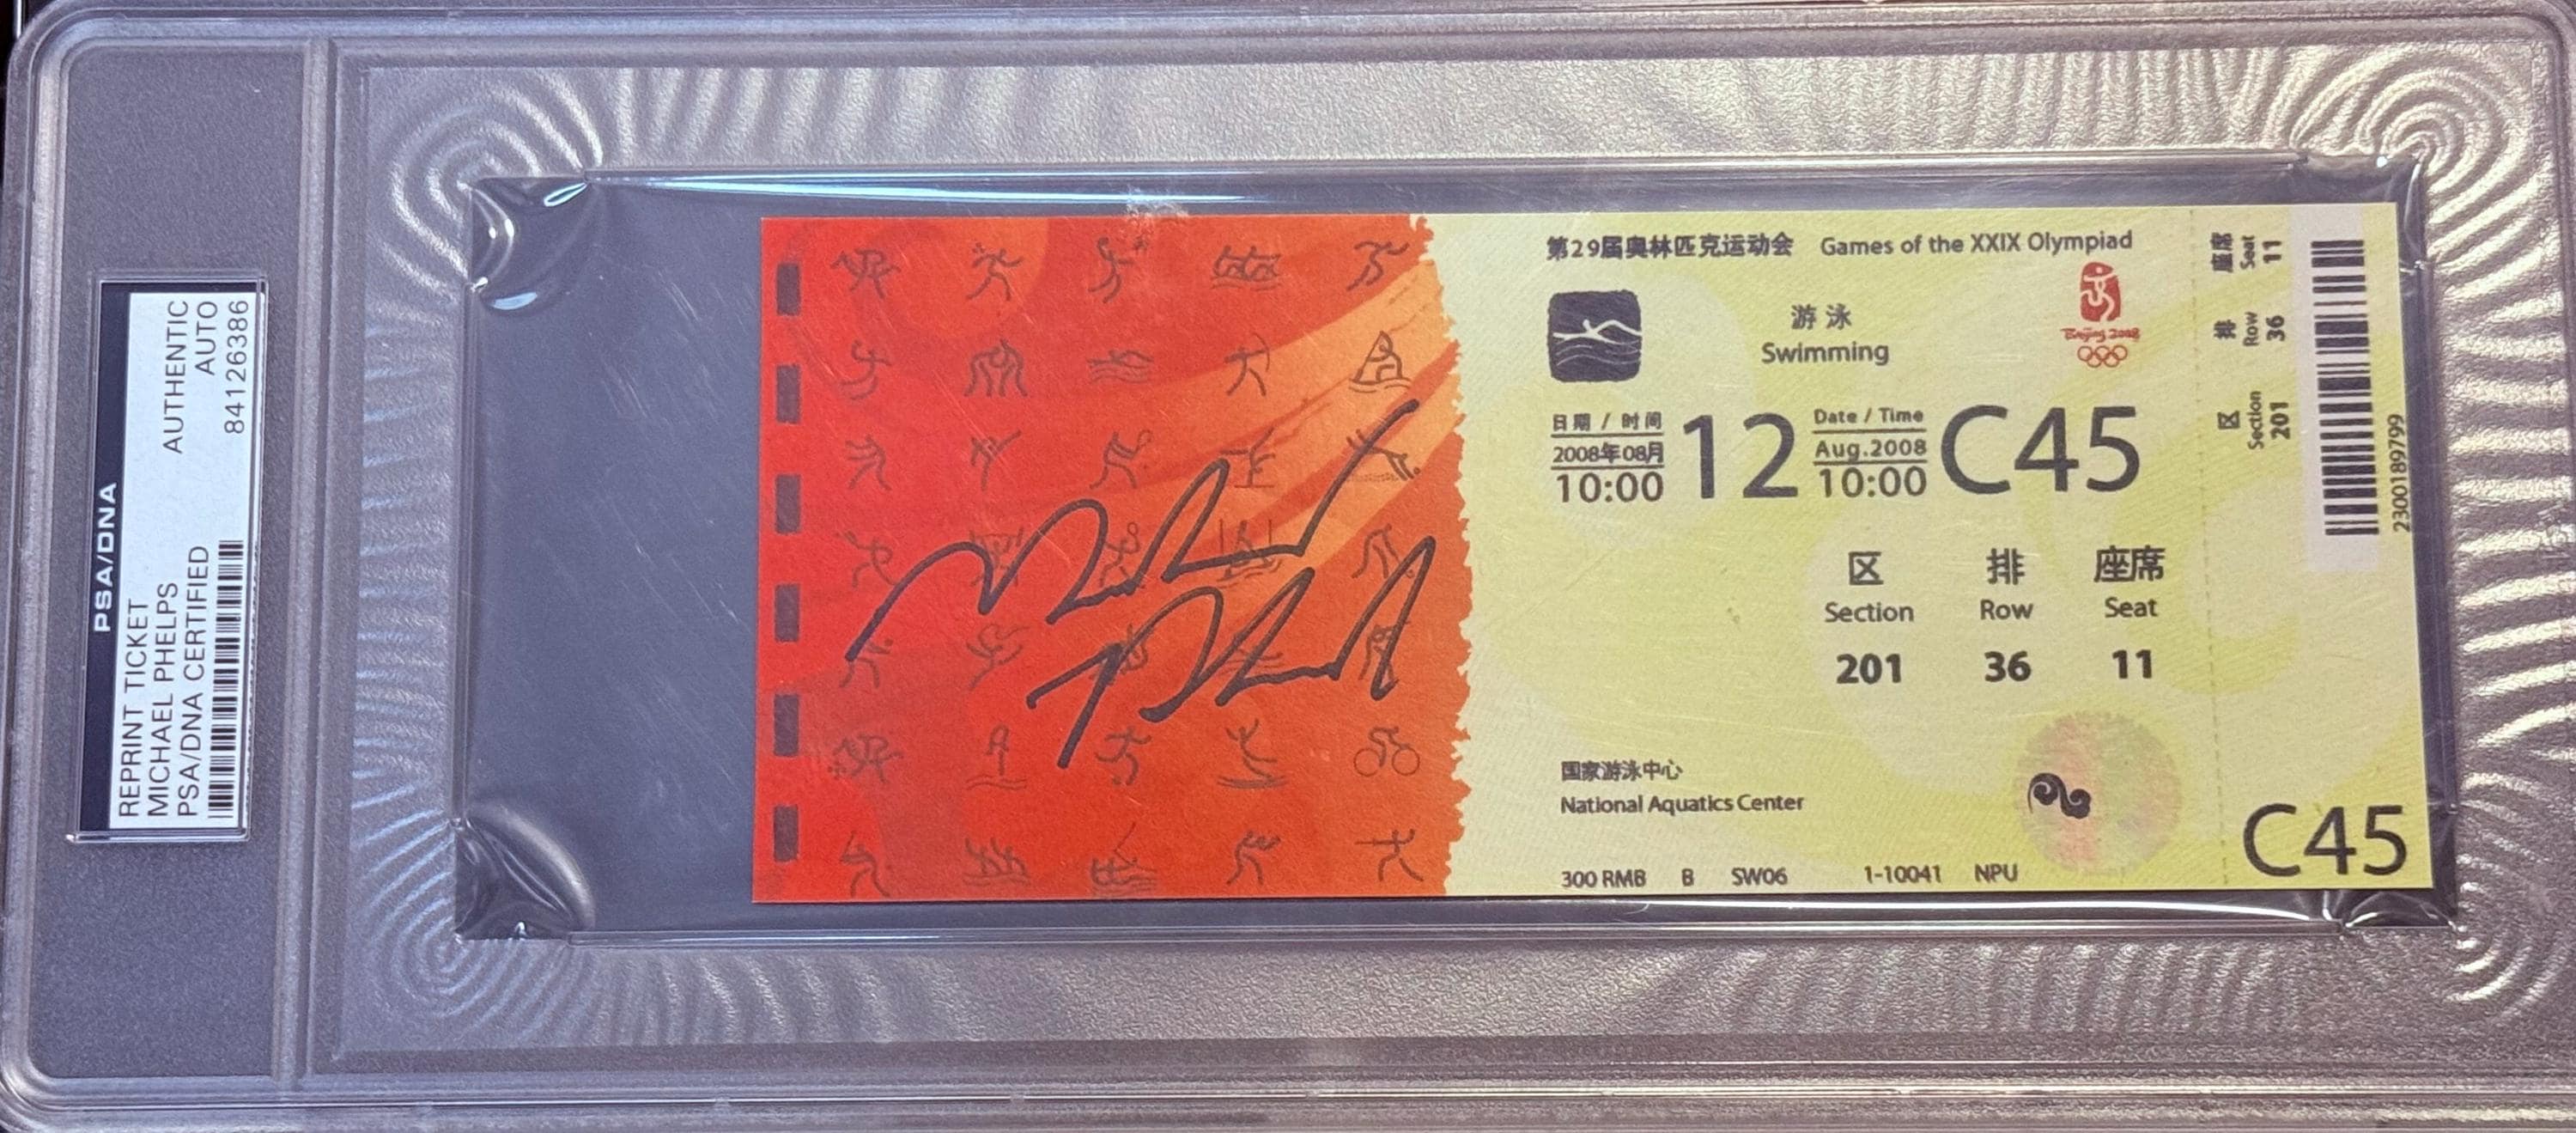 PSA/DNA
REPRINT TICKET
AUTHENTIC
MICHAEL PHELPS
AUTO
PSA/DNA CERTIFIED
84126386
第29届奥林匹克运动会 Games of the XXIX Olympiad
游泳
Swimming
Beijing 2008
日期 / 时间
2008年08月
10:00
12
Date / Time
Aug.2008
10:00
C45
区 排 座席
Section Row Seat
201 36 11
国家游泳中心
National Aquatics Center
300 RMB B SW06 1-10041 NPU
区 排 座席
Section Row Seat
201 36 11
2300189799
C45